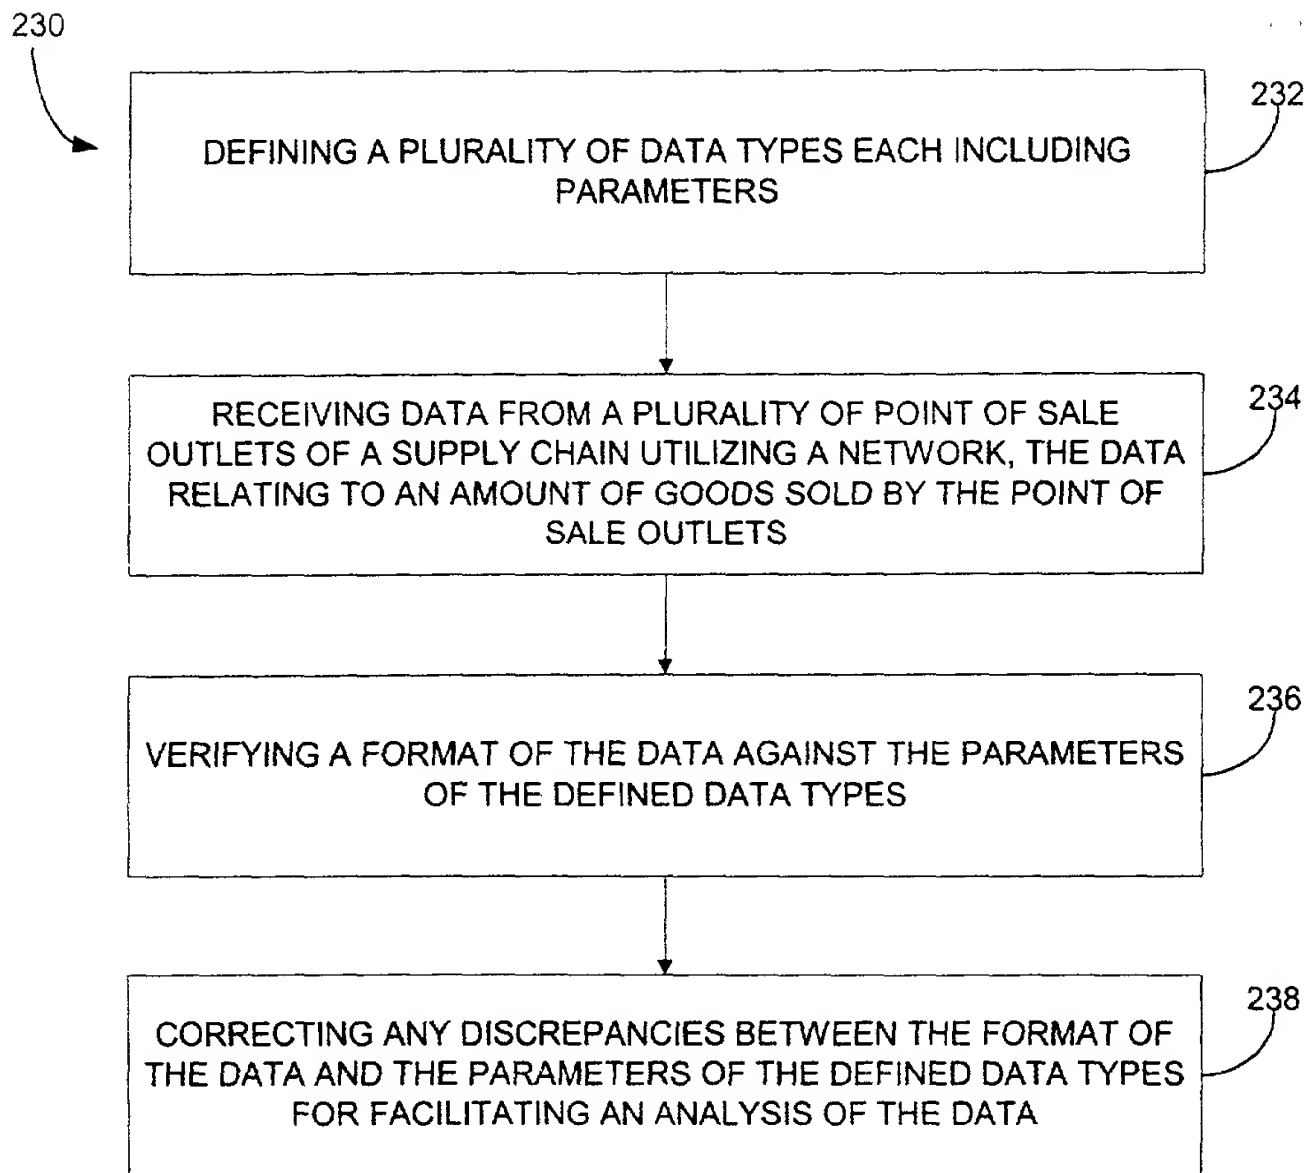 230
232
DEFINING A PLURALITY OF DATA TYPES EACH INCLUDING
PARAMETERS
234
RECEIVING DATA FROM A PLURALITY OF POINT OF SALE
OUTLETS OF A SUPPLY CHAIN UTILIZING A NETWORK, THE DATA
RELATING TO AN AMOUNT OF GOODS SOLD BY THE POINT OF
SALE OUTLETS
236
VERIFYING A FORMAT OF THE DATA AGAINST THE PARAMETERS
OF THE DEFINED DATA TYPES
238
CORRECTING ANY DISCREPANCIES BETWEEN THE FORMAT OF
THE DATA AND THE PARAMETERS OF THE DEFINED DATA TYPES
FOR FACILITATING AN ANALYSIS OF THE DATA